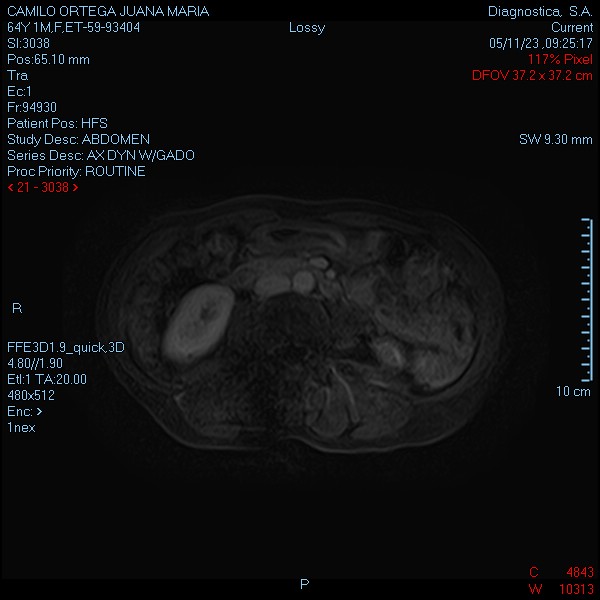 CAMILO ORTEGA JUANA MARIA
64Y 1M,F,ET-59-93404
SI:3038
Pos:65.10 mm
Tra
Ec:1
Fr:94930
Patient Pos: HFS
Study Desc: ABDOMEN
Series Desc: AX DYN W/GADO
Proc Priority: ROUTINE
< 21 - 3038 >
Lossy
Diagnostica, S.A.
Current
05/11/23 ,09:25:17
117% Pixel
DFOV 37.2 x 37.2 cm
SW 9.30 mm
R
FFE3D1.9_quick,3D
4.80//1.90
Etl:1 TA:20.00
480x512
Enc: >
1nex
10 cm
P
C 4843
W 10313